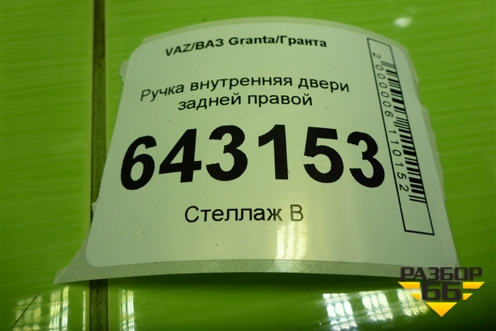 VAZ/ВАЗ Granta/Гранта
Ручка внутренняя двери
задней правой
643153
Стеллаж В
2000006110152
РАЗБОР
66